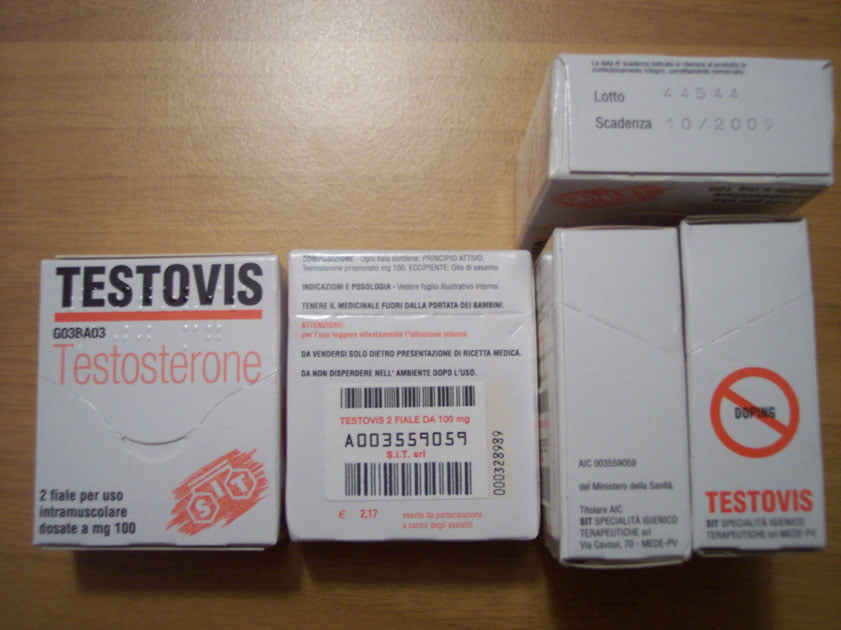 TESTOVIS
G03BA03
Testosterone
2 fiale per uso
intramuscolare
dosate a mg 100
SIT
COMPOSIZIONE - Ogni fiala contiene: PRINCIPIO ATTIVO:
Testosterone propionato mg 100. ECCIPIENTE: Olio di sesamo.
INDICAZIONI E POSOLOGIA - Vedere foglio illustrativo interno.
TENERE IL MEDICINALE FUORI DALLA PORTATA DEI BAMBINI.
ATTENZIONE:
per l'uso leggere attentamente l'istruzione interna.
DA VENDERSI SOLO DIETRO PRESENTAZIONE DI RICETTA MEDICA.
DA NON DISPERDERE NELL' AMBIENTE DOPO L'USO.
TESTOVIS 2 FIALE DA 100 mg
A003559059
S.I.T. srl
000328989
€ 2,17
esente da partecipazione
a carico degli assistiti
La data di scadenza indicata si riferisce al prodotto in
confezionamento integro, correttamente conservato.
Lotto 44544
Scadenza 10/2009
AIC 003559059
del Ministero della Sanità.
Titolare AIC
SIT SPECIALITÀ IGIENICO
TERAPEUTICHE srl
Via Cavour, 70 - MEDE-PV
DOPING
TESTOVIS
SIT SPECIALITÀ IGIENICO
TERAPEUTICHE srl MEDE-PV